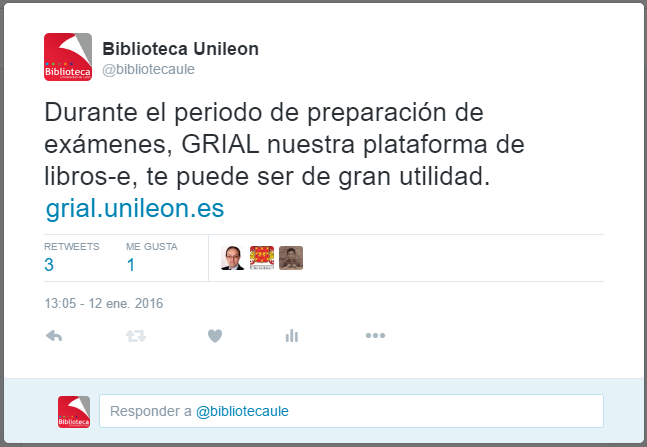 Biblioteca Unileon
@bibliotecaule
Biblioteca
Durante el periodo de preparación de
exámenes, GRIAL nuestra plataforma de
libros-e, te puede ser de gran utilidad.
grial.unileon.es
RETWEETS
3
ME GUSTA
1
13:05 - 12 ene. 2016
Biblioteca
Responder a @bibliotecaule